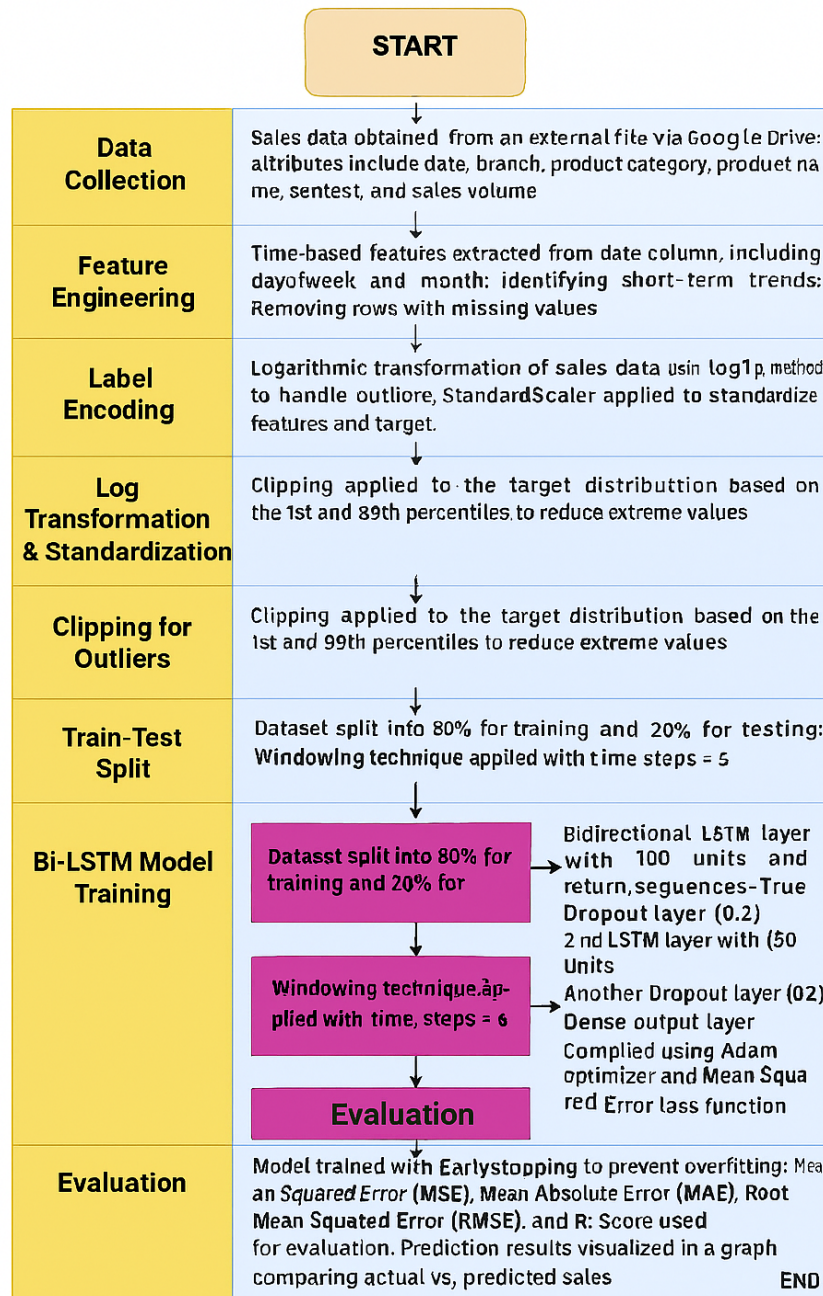 START
Data
Collection
Sales data obtained from an external file via Google Drive:
altributes include date, branch, product category, produet na
me, sentest, and sales volume
Feature
Engineering
Time-based features extracted from date column, including
dayofweek and month: identifying short-term trends:
Removing rows with missing values
Label
Encoding
Logarithmic transformation of sales data usin log1p, method
to handle outliore, StandardScaler applied to standardize
features and target.
Log
Transformation
& Standardization
Clipping applied to the target distributtion based on
the 1st and 89th percentiles, to reduce extreme values
Clipping for
Outliers
Clipping applied to the target distribution based on the
1st and 99th percentiles to reduce extreme values
Train-Test
Split
Dataset split into 80% for training and 20% for testing:
Windowing technique appiled with time steps = 5
Bi-LSTM Model
Training
Datasst split into 80% for
training and 20% for
Bidirectional LSTM layer
with 100 units and
return, seguences-True
Dropout layer (0.2)
2 nd LSTM layer with (50
Units
Windowing technique, ap-
plied with time, steps = 6
Another Dropout layer (02)
Dense output layer
Complied using Adam
optimizer and Mean Squa
red Error lass function
Evaluation
Evaluation
Model trained with Earlystopping to prevent overfitting: Mea
an Squared Error (MSE), Mean Absolute Error (MAE), Root
Mean Squated Error (RMSE). and R: Score used
for evaluation. Prediction results visualized in a graph
comparing actual vs, predicted sales
END